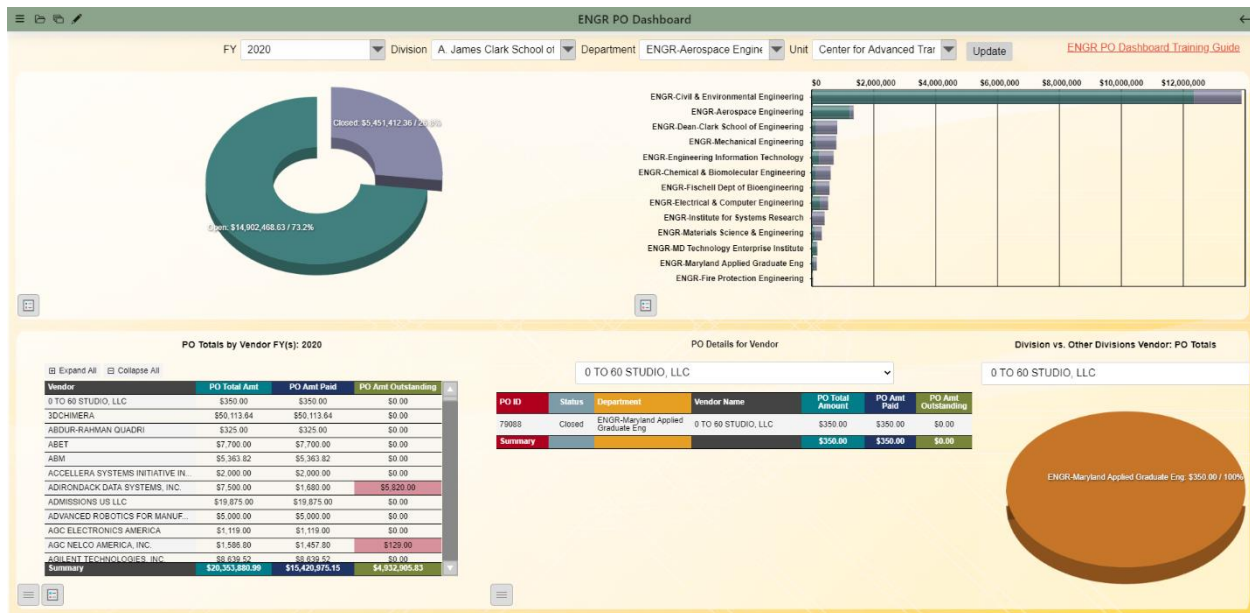 ENGR PO Dashboard
FY 2020 Division A. James Clark School of Department ENGR-Aerospace Engine Unit Center for Advanced Trar Update ENGR PO Dashboard Training Guide
Closed: $5,451,412.36 / 26.8%
Open: $14,902,468.63 / 73.2%
$0 $2,000,000 $4,000,000 $6,000,000 $8,000,000 $10,000,000 $12,000,000
ENGR-Civil & Environmental Engineering
ENGR-Aerospace Engineering
ENGR-Dean-Clark School of Engineering
ENGR-Mechanical Engineering
ENGR-Engineering Information Technology
ENGR-Chemical & Biomolecular Engineering
ENGR-Fischell Dept of Bioengineering
ENGR-Electrical & Computer Engineering
ENGR-Institute for Systems Research
ENGR-Materials Science & Engineering
ENGR-MD Technology Enterprise Institute
ENGR-Maryland Applied Graduate Eng
ENGR-Fire Protection Engineering
PO Totals by Vendor FY(s): 2020
Expand All Collapse All
Vendor PO Total Amt PO Amt Paid PO Amt Outstanding
0 TO 60 STUDIO, LLC $350.00 $350.00 $0.00
3DCHIMERA $50,113.64 $50,113.64 $0.00
ABDUR-RAHMAN QUADRI $325.00 $325.00 $0.00
ABET $7,700.00 $7,700.00 $0.00
ABM $5,363.82 $5,363.82 $0.00
ACCELLERA SYSTEMS INITIATIVE IN... $2,000.00 $2,000.00 $0.00
ADIRONDACK DATA SYSTEMS, INC. $7,500.00 $1,680.00 $5,820.00
ADMISSIONS US LLC $19,875.00 $19,875.00 $0.00
ADVANCED ROBOTICS FOR MANUF... $5,000.00 $5,000.00 $0.00
AGC ELECTRONICS AMERICA $1,119.00 $1,119.00 $0.00
AGC NELCO AMERICA, INC. $1,586.80 $1,457.80 $129.00
AGILENT TECHNOLOGIES, INC $8,639.52 $8,639.52 $0.00
Summary $20,353,880.99 $15,420,975.15 $4,932,905.83
PO Details for Vendor
0 TO 60 STUDIO, LLC
PO ID Status Department Vendor Name PO Total Amount PO Amt Paid PO Amt Outstanding
79088 Closed ENGR-Maryland Applied Graduate Eng 0 TO 60 STUDIO, LLC $350.00 $350.00 $0.00
Summary $350.00 $350.00 $0.00
Division vs. Other Divisions Vendor: PO Totals
0 TO 60 STUDIO, LLC
ENGR-Maryland Applied Graduate Eng: $350.00 / 100%